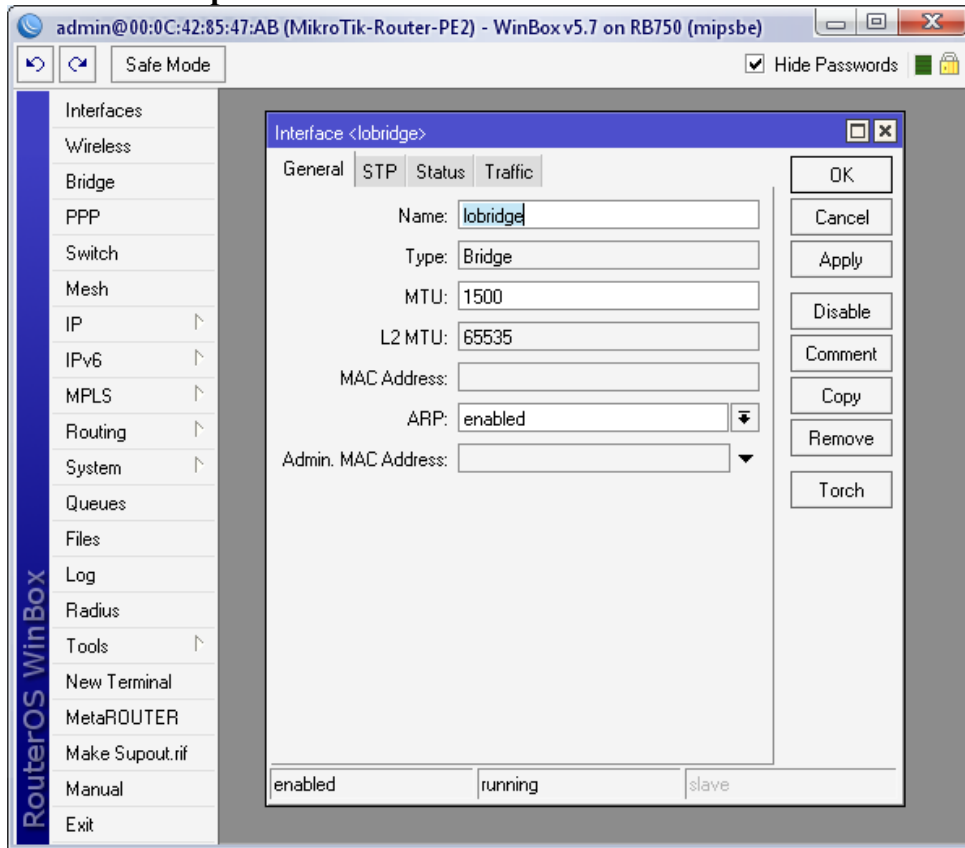 admin@00:0C:42:85:47:AB (MikroTik-Router-PE2) - WinBox v5.7 on RB750 (mipsbe)
Safe Mode
Hide Passwords
RouterOS WinBox
Interfaces
Wireless
Bridge
PPP
Switch
Mesh
IP
IPv6
MPLS
Routing
System
Queues
Files
Log
Radius
Tools
New Terminal
MetaROUTER
Make Supout.rif
Manual
Exit
Interface <lobridge>
General STP Status Traffic
Name: lobridge
Type: Bridge
MTU: 1500
L2 MTU: 65535
MAC Address:
ARP: enabled
Admin. MAC Address:
OK
Cancel
Apply
Disable
Comment
Copy
Remove
Torch
enabled running slave